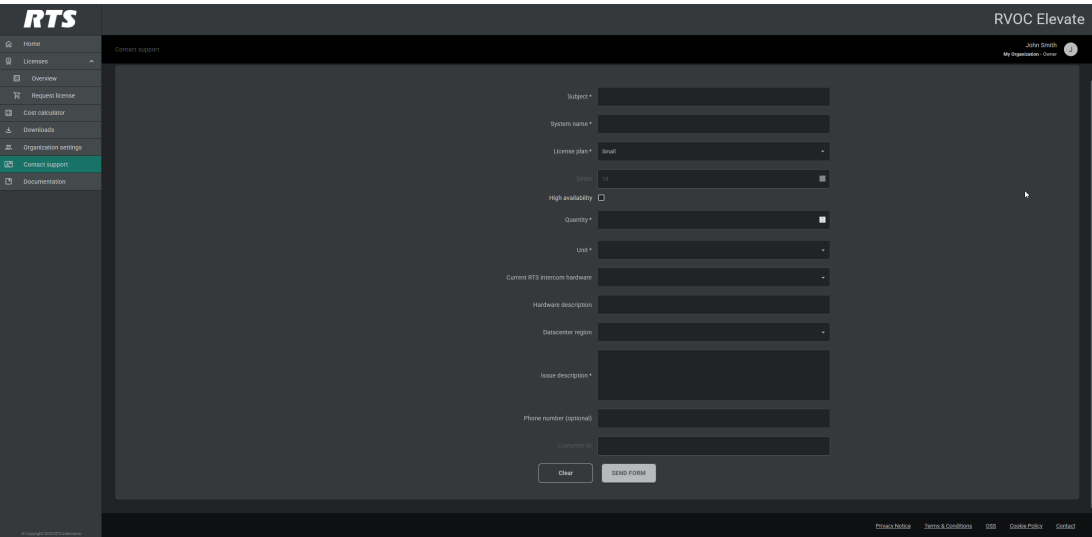 RTS
RVOC Elevate
Home
Licenses
Overview
Request license
Cost calculator
Downloads
Organization settings
Contact support
Documentation
Contact support
John Smith
My Organization - Owner
J
Subject *
System name *
License plan *
Small
Seats
10
High availability
Quantity *
Unit *
Current RTS intercom hardware
Hardware description
Datacenter region
Issue description *
Phone number (optional)
Customer ID
Clear
SEND FORM
Privacy Notice
Terms & Conditions
OSS
Cookie Policy
Contact